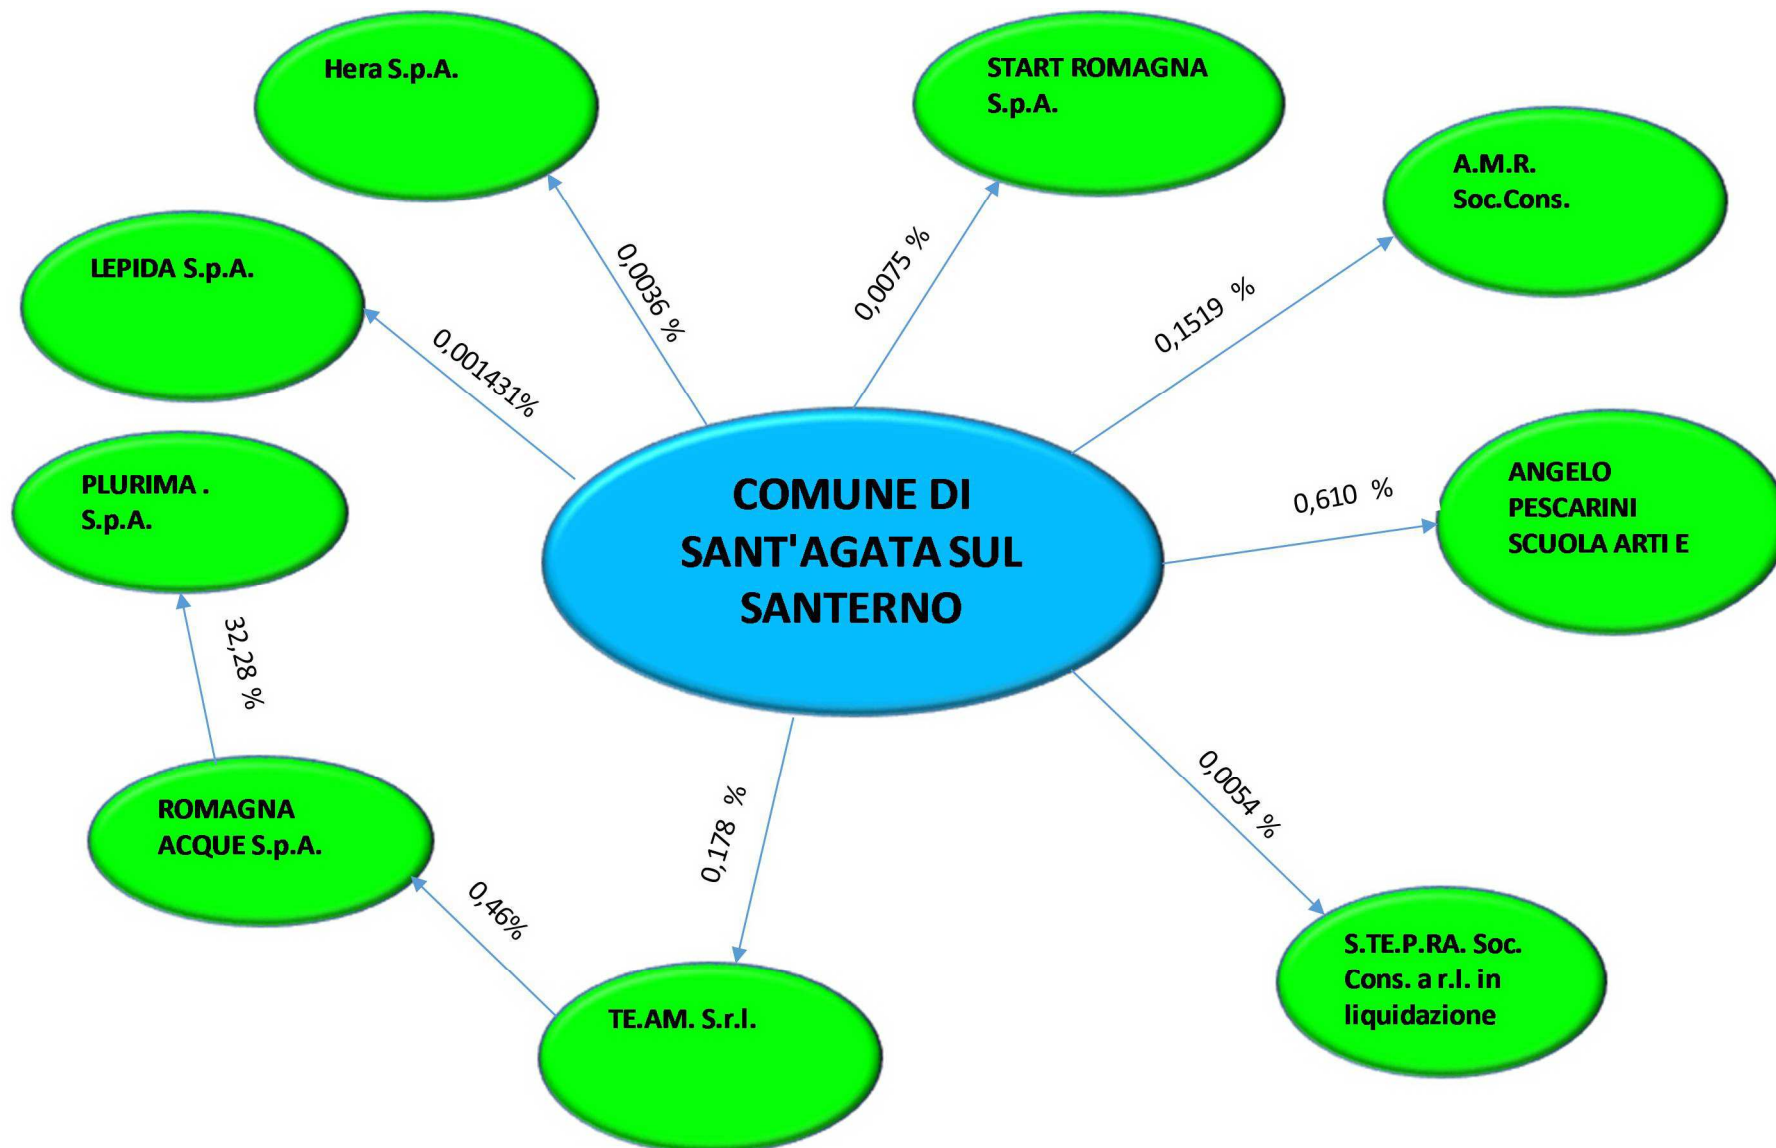 Hera S.p.A.
START ROMAGNA
S.p.A.
A.M.R.
Soc.Cons.
LEPIDA S.p.A.
0,0036 %
0,0075 %
0,1519 %
0,001431%
PLURIMA .
S.p.A.
COMUNE DI
SANT'AGATA SUL
SANTERNO
0,610 %
ANGELO
PESCARINI
SCUOLA ARTI E
32,28 %
ROMAGNA
ACQUE S.p.A.
0,178 %
0,0054 %
0,46%
TE.AM. S.r.l.
S.TE.P.RA. Soc.
Cons. a r.l. in
liquidazione